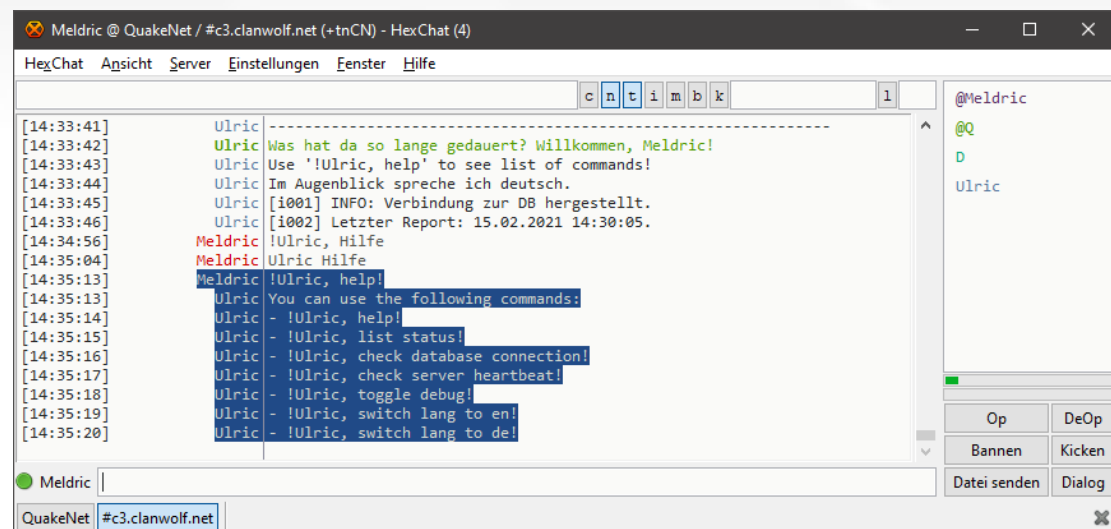 Meldric @ QuakeNet / #c3.clanwolf.net (+tnCN) - HexChat (4)
HexChat Ansicht Server Einstellungen Fenster Hilfe
c n t i m b k l
@Meldric
@Q
D
Ulric
[14:33:41] Ulric ----------------------------------------------------------------
[14:33:42] Ulric Was hat da so lange gedauert? Willkommen, Meldric!
[14:33:43] Ulric Use '!Ulric, help' to see list of commands!
[14:33:44] Ulric Im Augenblick spreche ich deutsch.
[14:33:45] Ulric [i001] INFO: Verbindung zur DB hergestellt.
[14:33:46] Ulric [i002] Letzter Report: 15.02.2021 14:30:05.
[14:34:56] Meldric !Ulric, Hilfe
[14:35:04] Meldric Ulric Hilfe
[14:35:13] Meldric !Ulric, help!
[14:35:13] Ulric You can use the following commands:
[14:35:14] Ulric - !Ulric, help!
[14:35:15] Ulric - !Ulric, list status!
[14:35:16] Ulric - !Ulric, check database connection!
[14:35:17] Ulric - !Ulric, check server heartbeat!
[14:35:18] Ulric - !Ulric, toggle debug!
[14:35:19] Ulric - !Ulric, switch lang to en!
[14:35:20] Ulric - !Ulric, switch lang to de!
Op DeOp
Bannen Kicken
Datei senden Dialog
Meldric
QuakeNet #c3.clanwolf.net